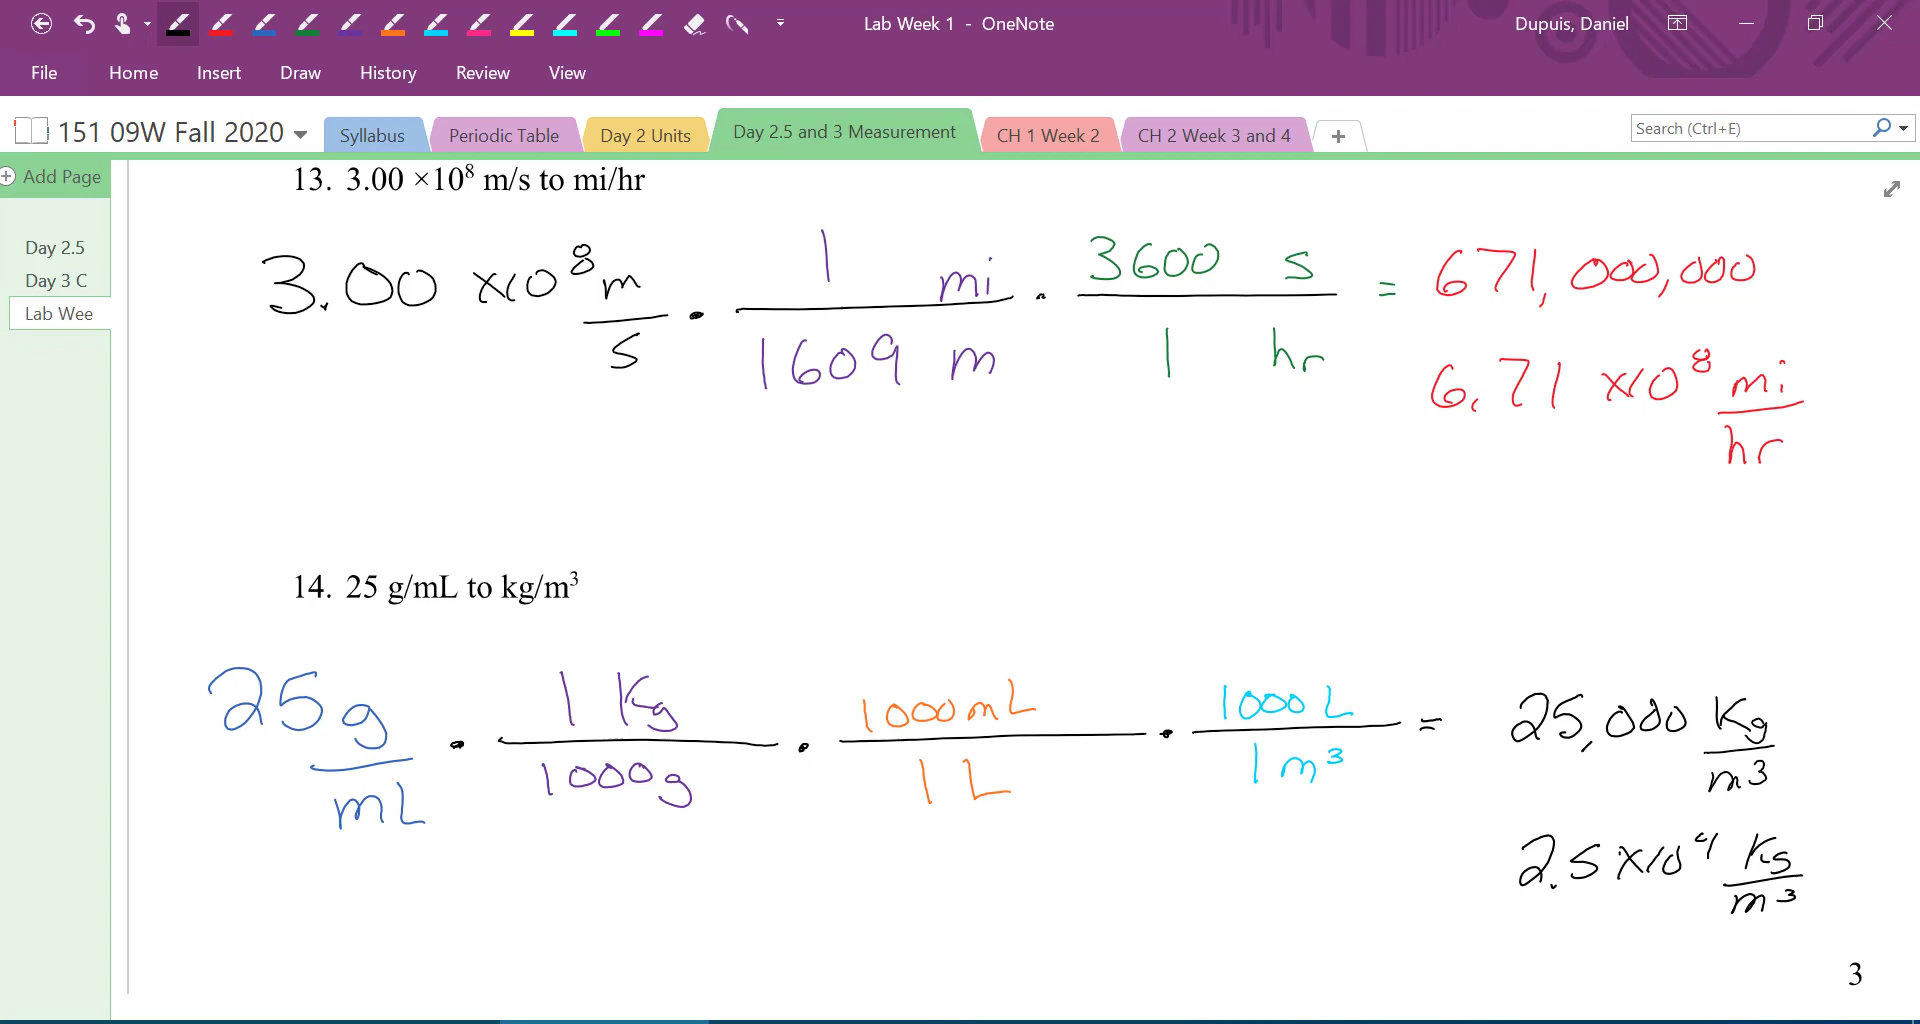 Lab Week 1 - OneNote
Dupuis, Daniel
File Home Insert Draw History Review View
151 09W Fall 2020
Syllabus
Periodic Table
Day 2 Units
Day 2.5 and 3 Measurement
CH 1 Week 2
CH 2 Week 3 and 4
+
Search (Ctrl+E)
Add Page
Day 2.5
Day 3 C
Lab Wee
13. 3.00 ×10⁸ m/s to mi/hr
3.00 x10⁸ m/s · 1 mi/1609 m · 3600 s/1 hr = 671,000,000
6.71 x10⁸ mi/hr
14. 25 g/mL to kg/m³
25 g/mL · 1 Kg/1000g · 1000mL/1 L · 1000 L/1 m³ = 25,000 Kg/m³
2.5 x10⁴ Kg/m³
3